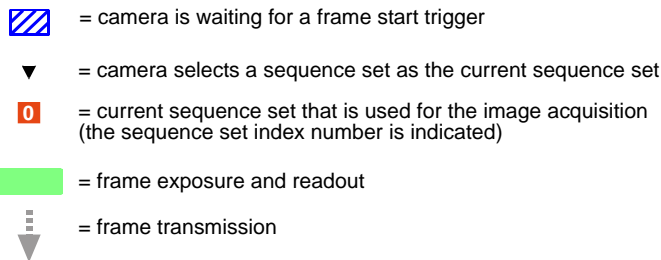 = camera is waiting for a frame start trigger
= camera selects a sequence set as the current sequence set
0 = current sequence set that is used for the image acquisition
(the sequence set index number is indicated)
= frame exposure and readout
= frame transmission